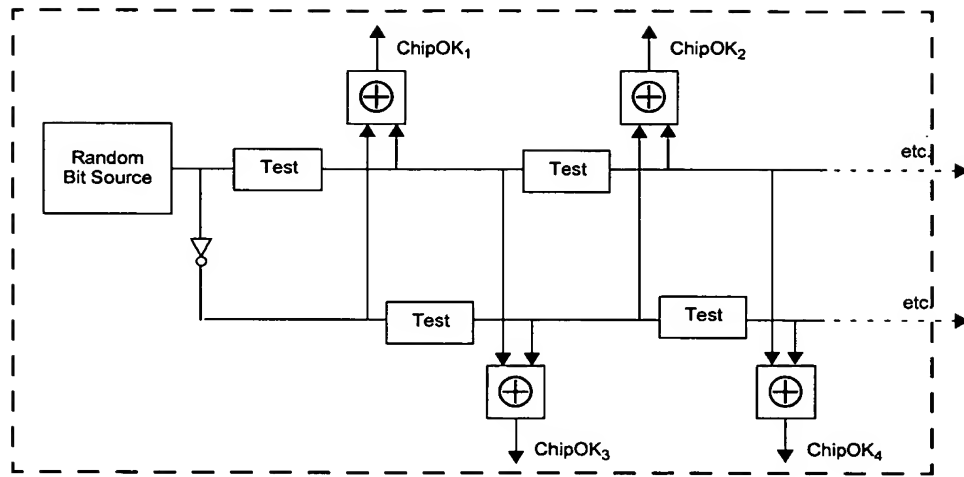 ChipOK₁
ChipOK₂
Random
Bit Source
Test
Test
etc.
Test
Test
etc.
ChipOK₃
ChipOK₄